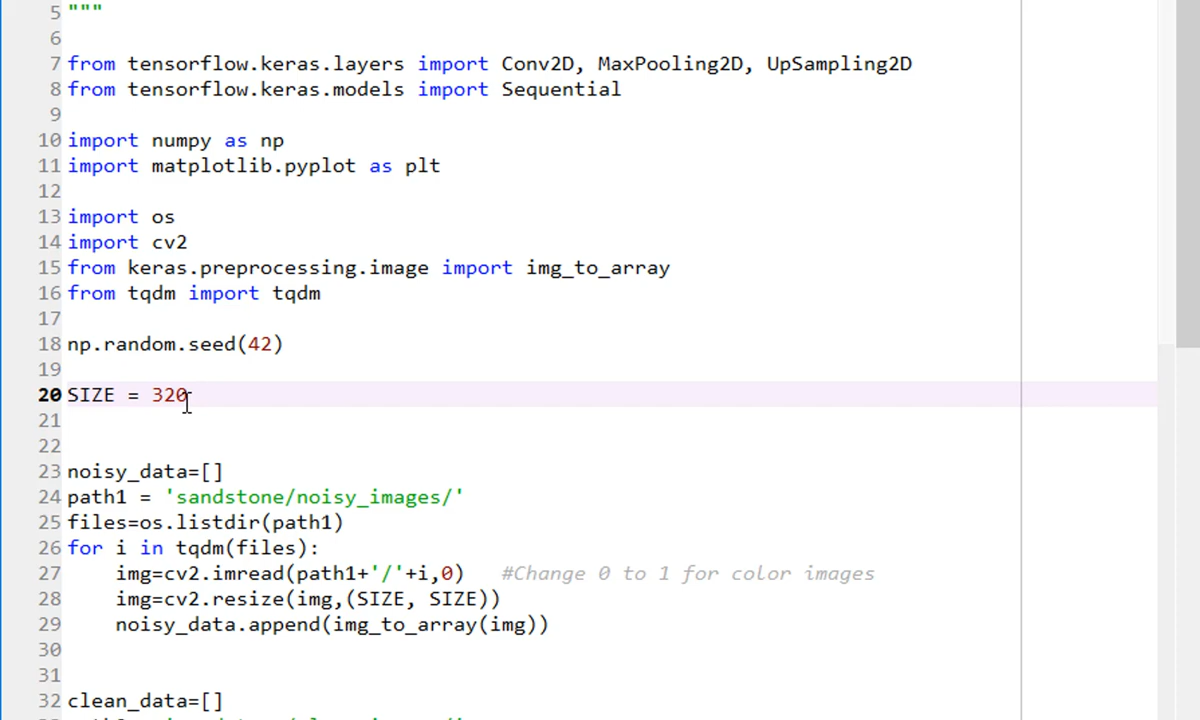 5 """
6
7 from tensorflow.keras.layers import Conv2D, MaxPooling2D, UpSampling2D
8 from tensorflow.keras.models import Sequential
9
10 import numpy as np
11 import matplotlib.pyplot as plt
12
13 import os
14 import cv2
15 from keras.preprocessing.image import img_to_array
16 from tqdm import tqdm
17
18 np.random.seed(42)
19
20 SIZE = 320
21
22
23 noisy_data=[]
24 path1 = 'sandstone/noisy_images/'
25 files=os.listdir(path1)
26 for i in tqdm(files):
27     img=cv2.imread(path1+'/'+i,0)   #Change 0 to 1 for color images
28     img=cv2.resize(img,(SIZE, SIZE))
29     noisy_data.append(img_to_array(img))
30
31
32 clean_data=[]